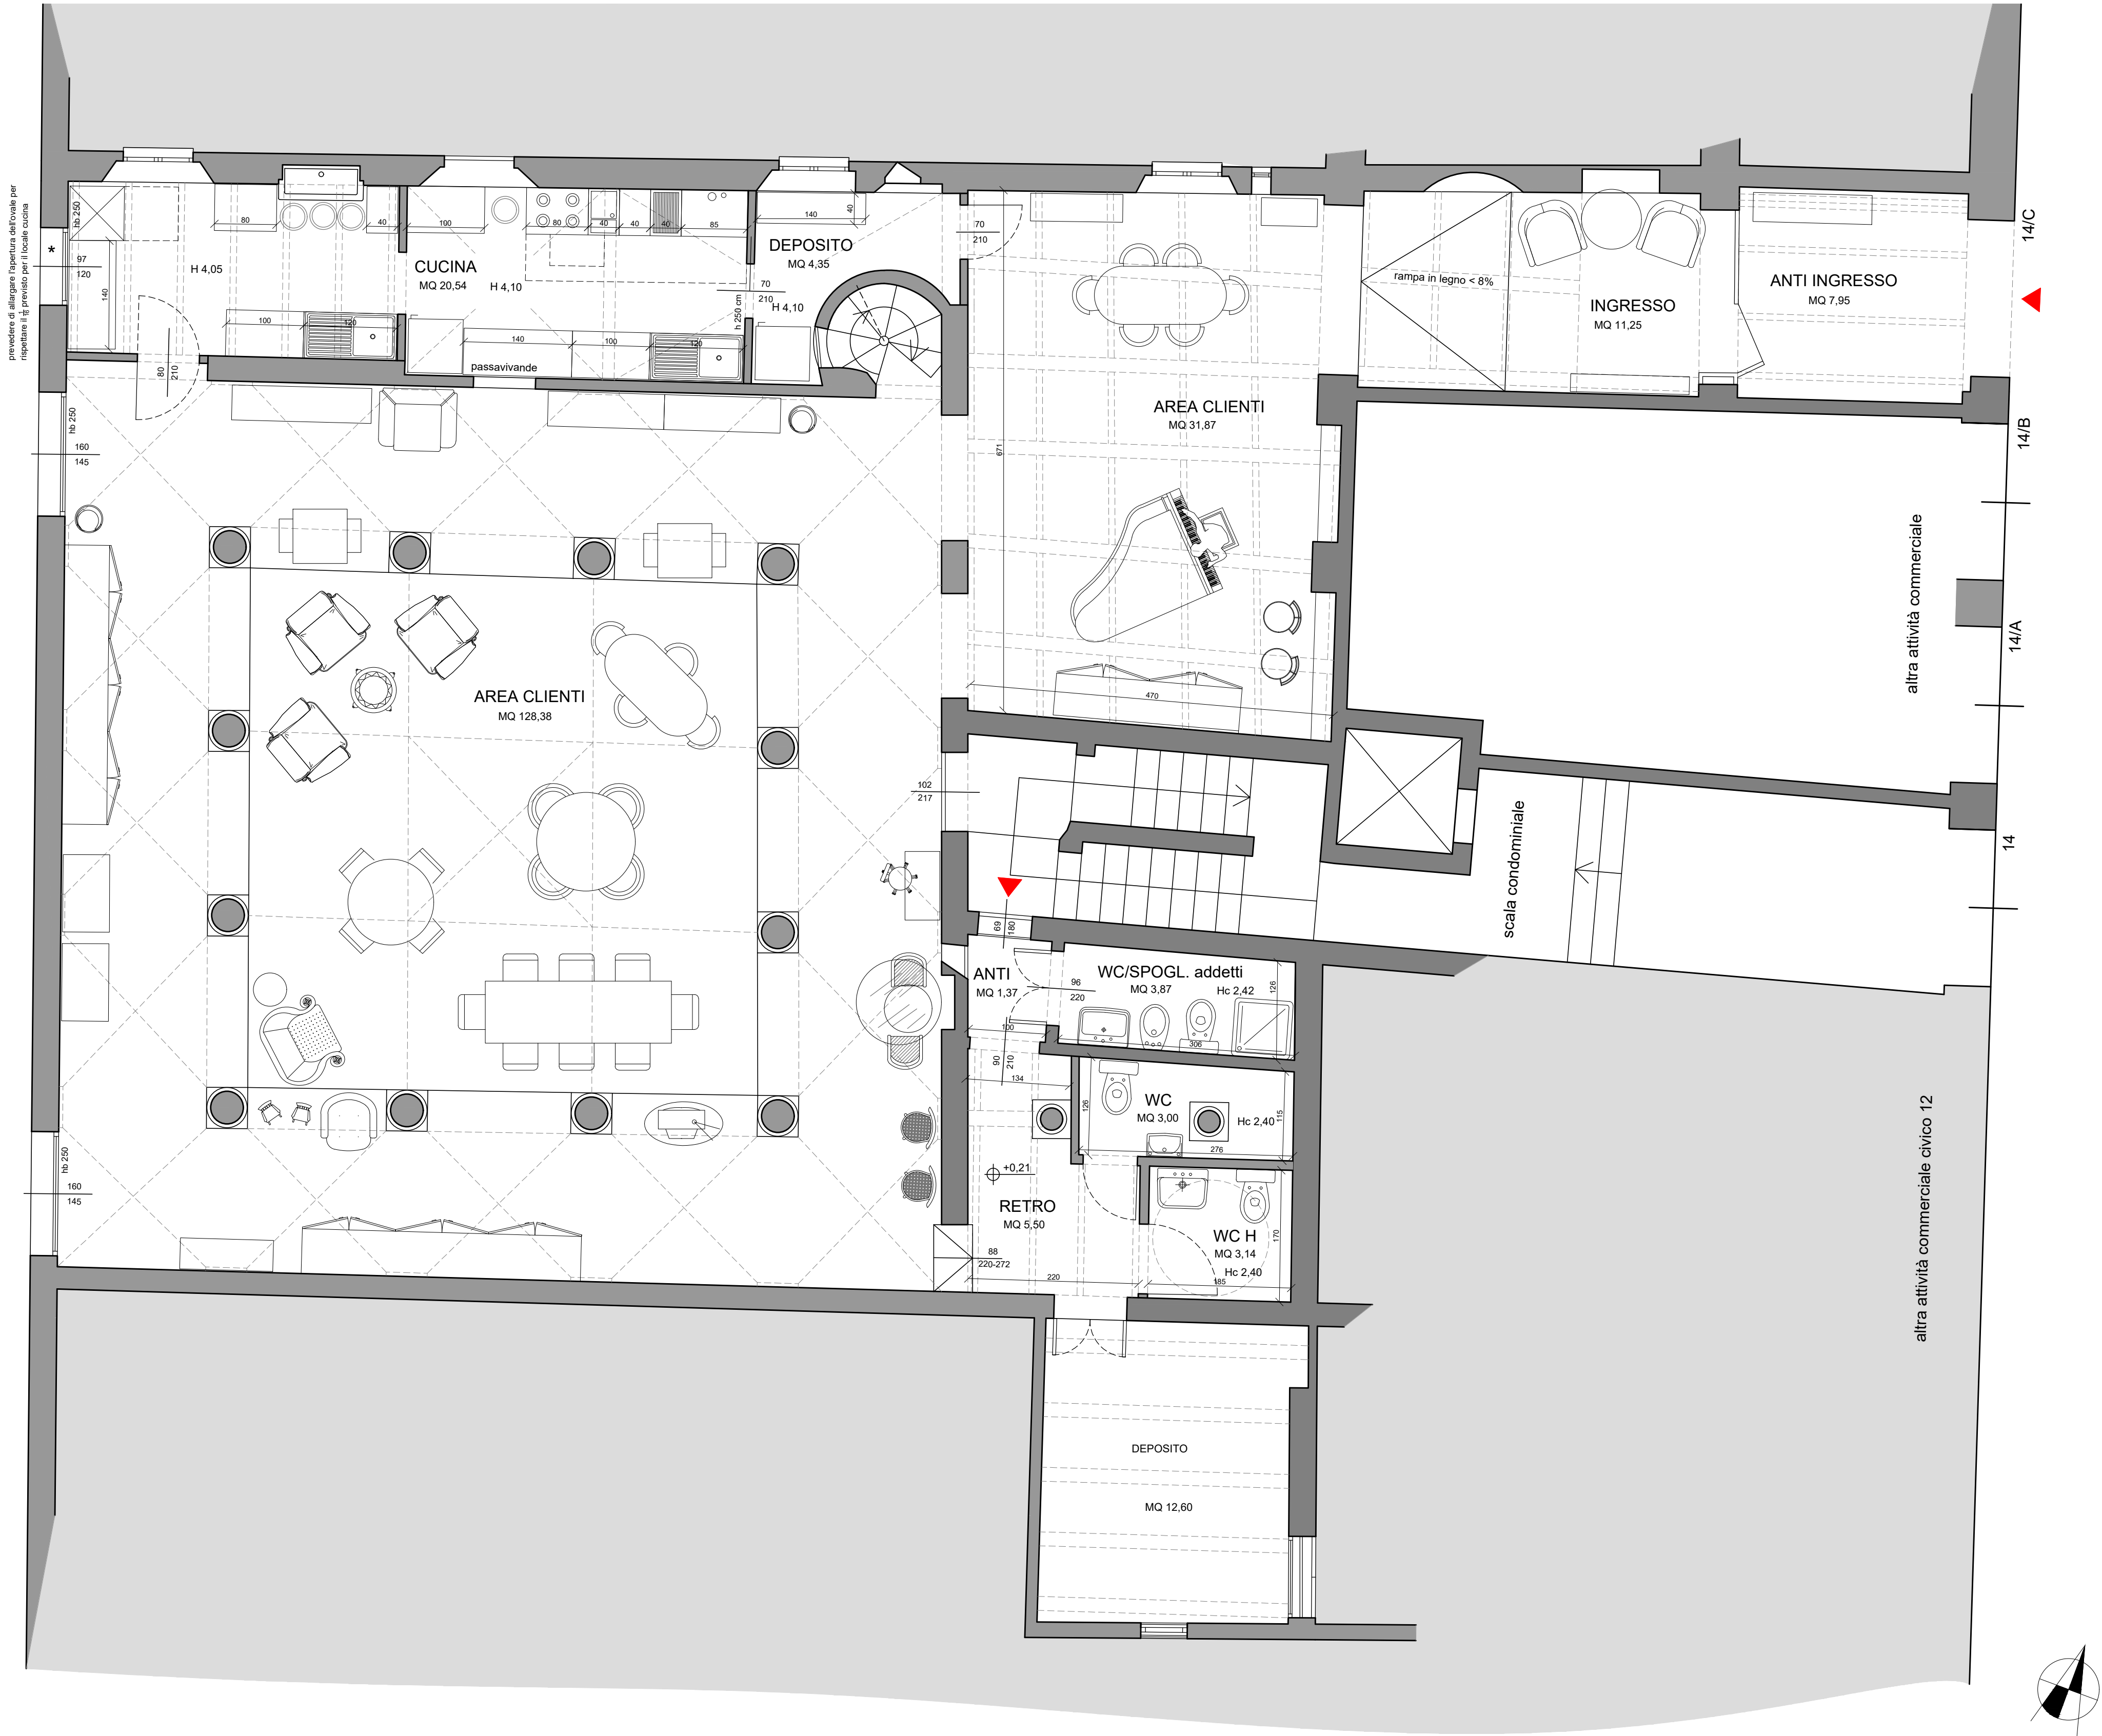 prevedere di allargare l'apertura dell'ovale per
rispettare il 1/16 previsto per il locale cucina
*
97
120
hb 250
140
H 4,05
80
40
100
120
80
210
CUCINA
MQ 20,54
H 4,10
100
80
40
40
40
85
140
100
120
passavivande
h 250 cm
70
210
H 4,10
DEPOSITO
MQ 4,35
140
40
70
210
rampa in legno < 8%
INGRESSO
MQ 11,25
ANTI INGRESSO
MQ 7,95
14/C
14/B
14/A
14
AREA CLIENTI
MQ 31,87
671
470
altra attività commerciale
hb 250
160
145
AREA CLIENTI
MQ 128,38
102
217
scala condominiale
69
180
ANTI
MQ 1,37
96
220
100
WC/SPOGL. addetti
MQ 3,87
Hc 2,42
126
306
90
210
134
WC
MQ 3,00
Hc 2,40
126
115
276
+0,21
RETRO
MQ 5,50
WC H
MQ 3,14
Hc 2,40
170
185
220
88
220-272
hb 250
160
145
DEPOSITO
MQ 12,60
altra attività commerciale civico 12